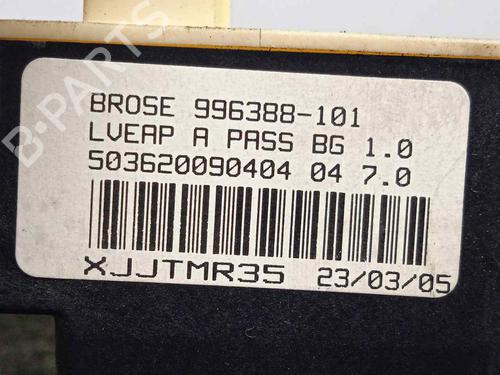 BROSE 996388-101
LVEAP A PASS BG 1.0
503620090404 04 7.0
XJJTMR35 23/03/05
B PARTS